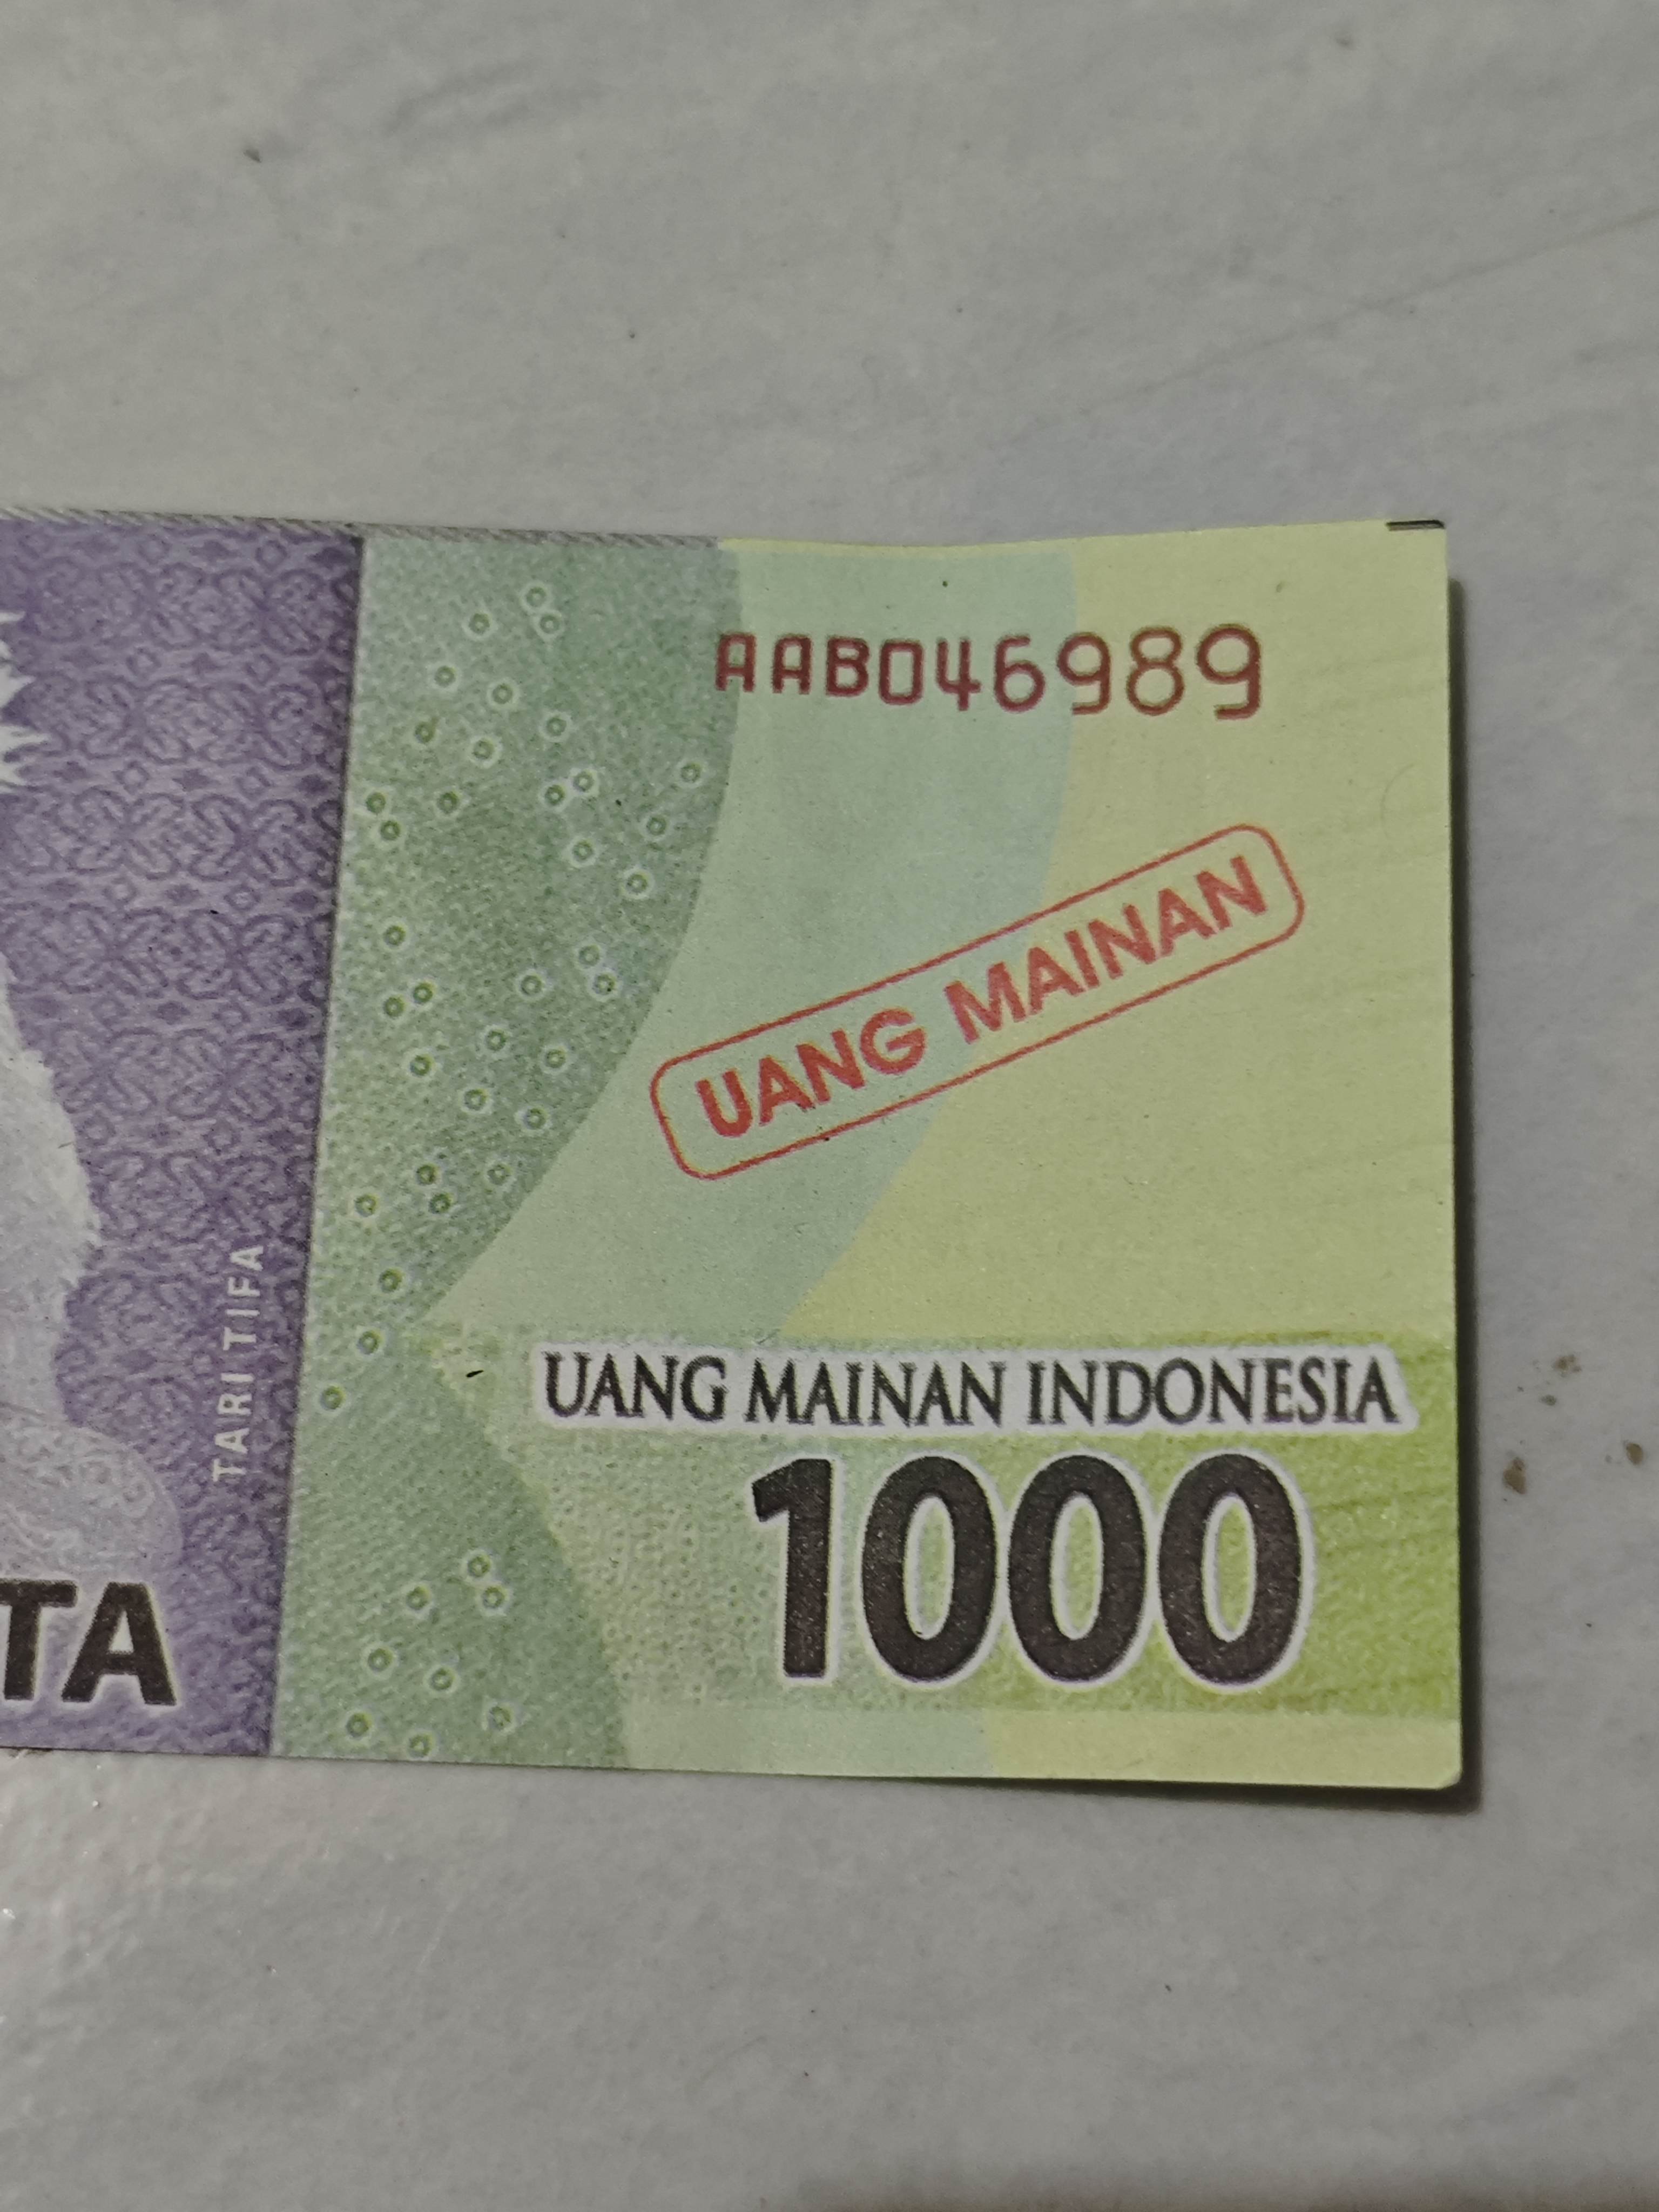 AAB046989
UANG MAINAN
TARI TIFA
UANG MAINAN INDONESIA
1000
TA